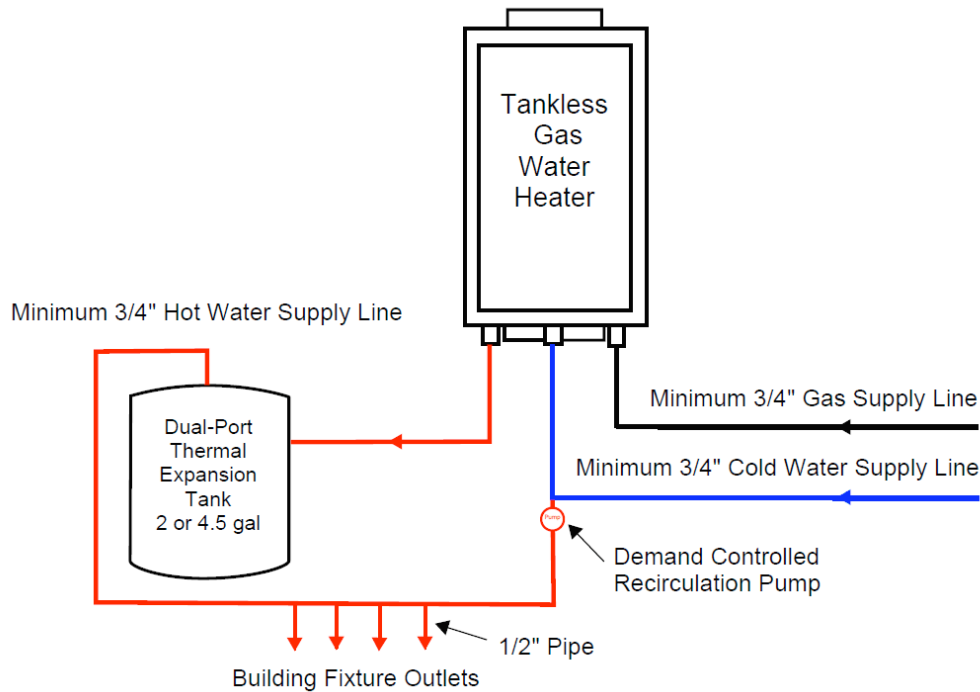 Tankless
Gas
Water
Heater
Minimum 3/4" Hot Water Supply Line
Dual-Port
Thermal
Expansion
Tank
2 or 4.5 gal
Minimum 3/4" Gas Supply Line
Minimum 3/4" Cold Water Supply Line
Pump
Demand Controlled
Recirculation Pump
1/2" Pipe
Building Fixture Outlets